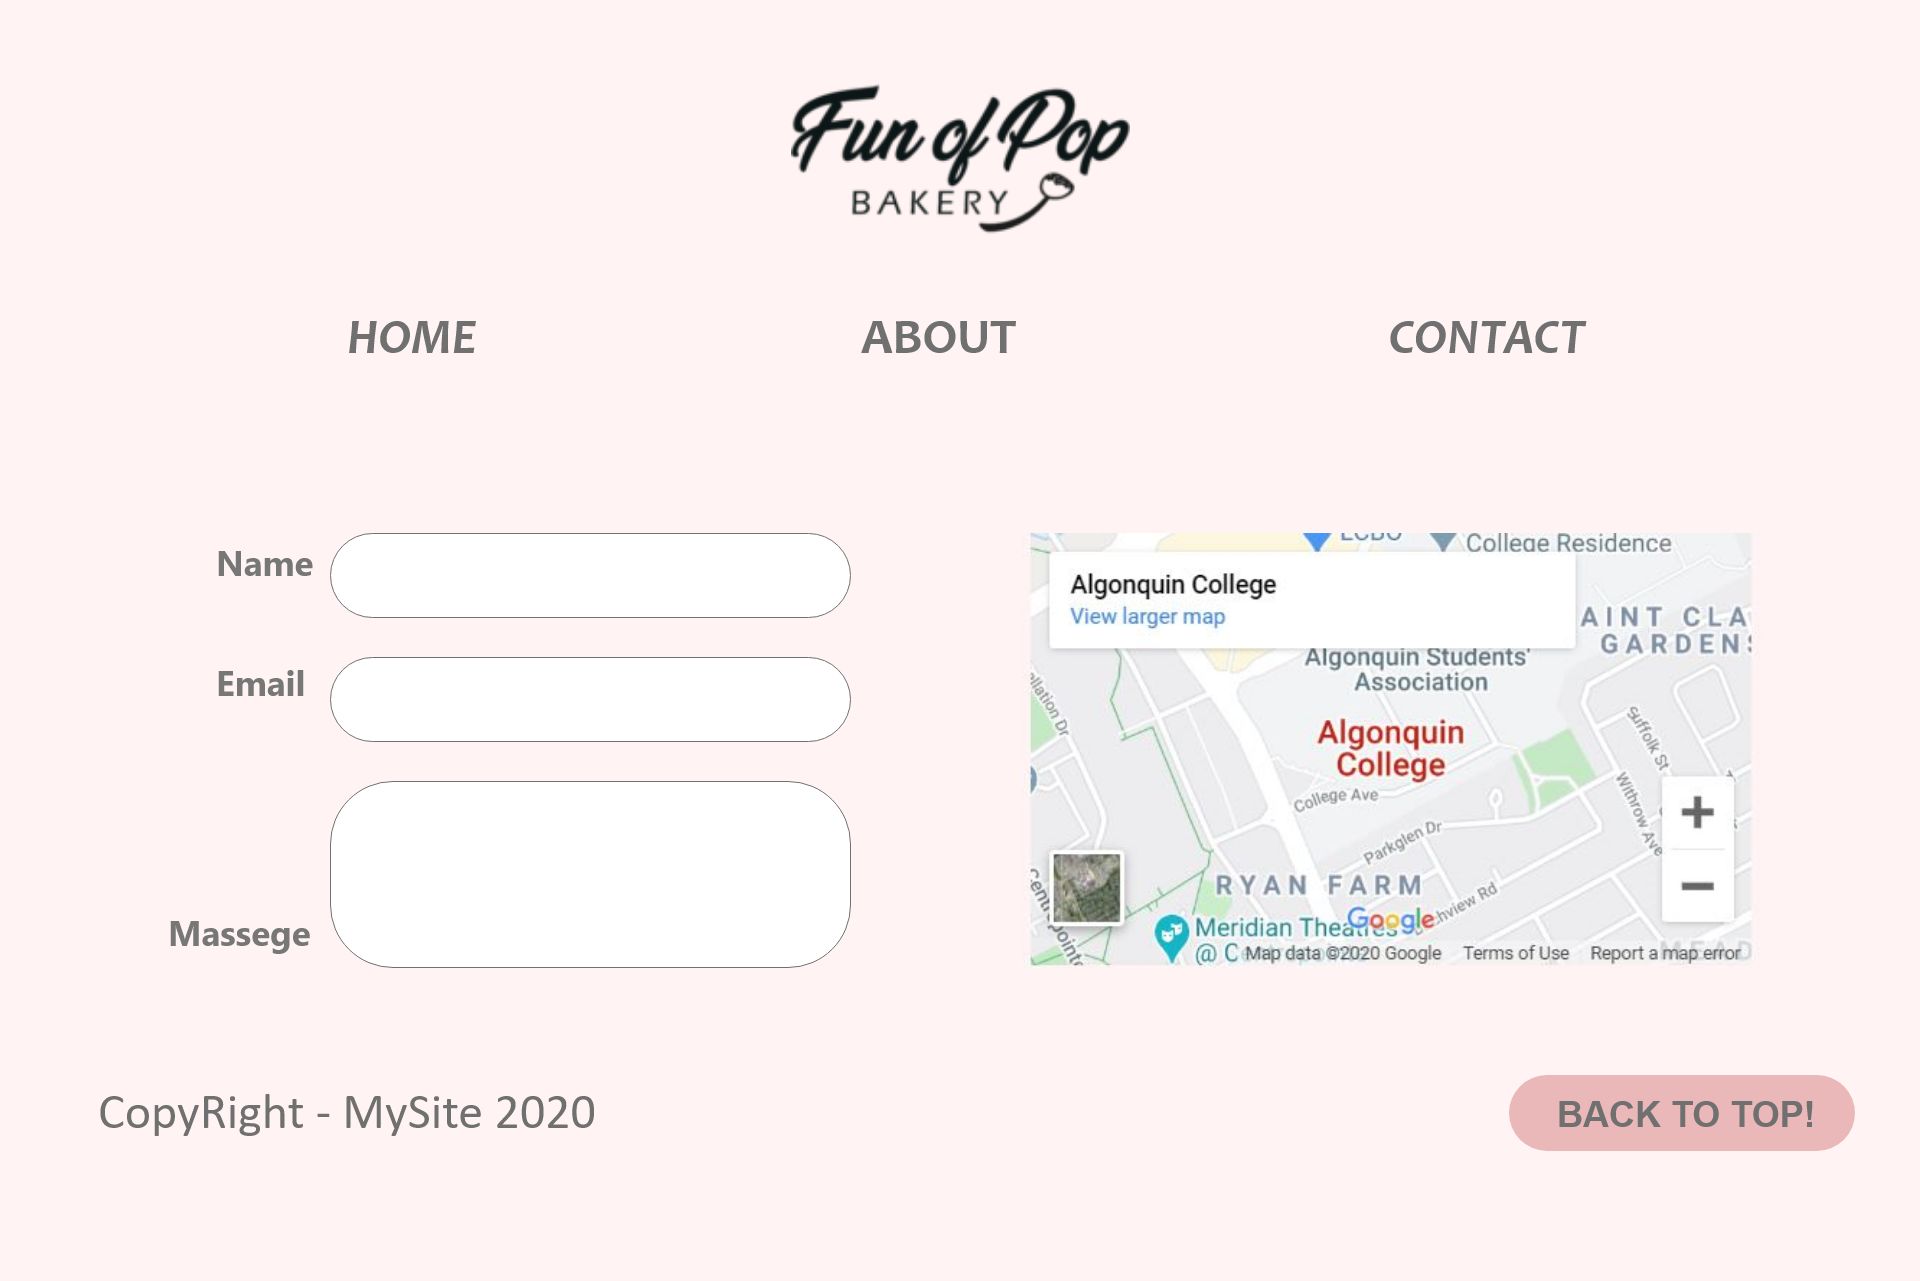 Fun of Pop
BAKERY
HOME
ABOUT
CONTACT
Name
Email
Massege
College Residence
Algonquin College
View larger map
AINT CLA
GARDENS
Algonquin Students'
Association
Algonquin
College
College Ave
Suffolk St
Withrow Ave
Parkglen Dr
RYAN FARM
Google
Meridian Theatres
Map data ©2020 Google
Terms of Use
Report a map error
CopyRight - MySite 2020
BACK TO TOP!